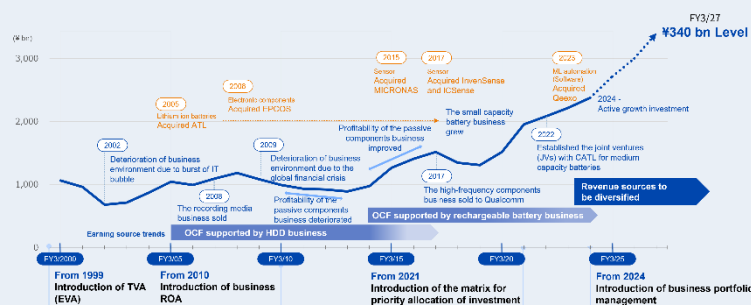 FY3/27
¥340 bn Level
(¥ bn)
3,000
2,000
1,000
0
2015
Sensor
Acquired
MICRONAS
2017
Sensor
Acquired InvenSense
and ICSense
2023
ML automation
(Software)
Acquired
Qeexo
2005
Lithium ion batteries
Acquired ATL
2008
Electronic components
Acquired EPCOS
2024 -
Active growth investment
The small capacity
battery business
grew
Profitability of the passive
components business
improved
2002
Deterioration of business
environment due to burst of IT
bubble
2009
Deterioration of business
environment due to the
global financial crisis
2022
Established the joint ventures
(JVs) with CATL for medium
capacity batteries
2008
The recording media
business sold
Profitability of the
passive components
business deteriorated
2017
The high-frequency components
business sold to Qualcomm
Revenue sources to
be diversified
OCF supported by rechargeable battery business
Earning source trends
OCF supported by HDD business
FY3/2000
FY3/05
FY3/10
FY3/15
FY3/20
FY3/25
From 1999
Introduction of TVA
(EVA)
From 2010
Introduction of business
ROA
From 2021
Introduction of the matrix for
priority allocation of investment
From 2024
Introduction of business portfolio
management